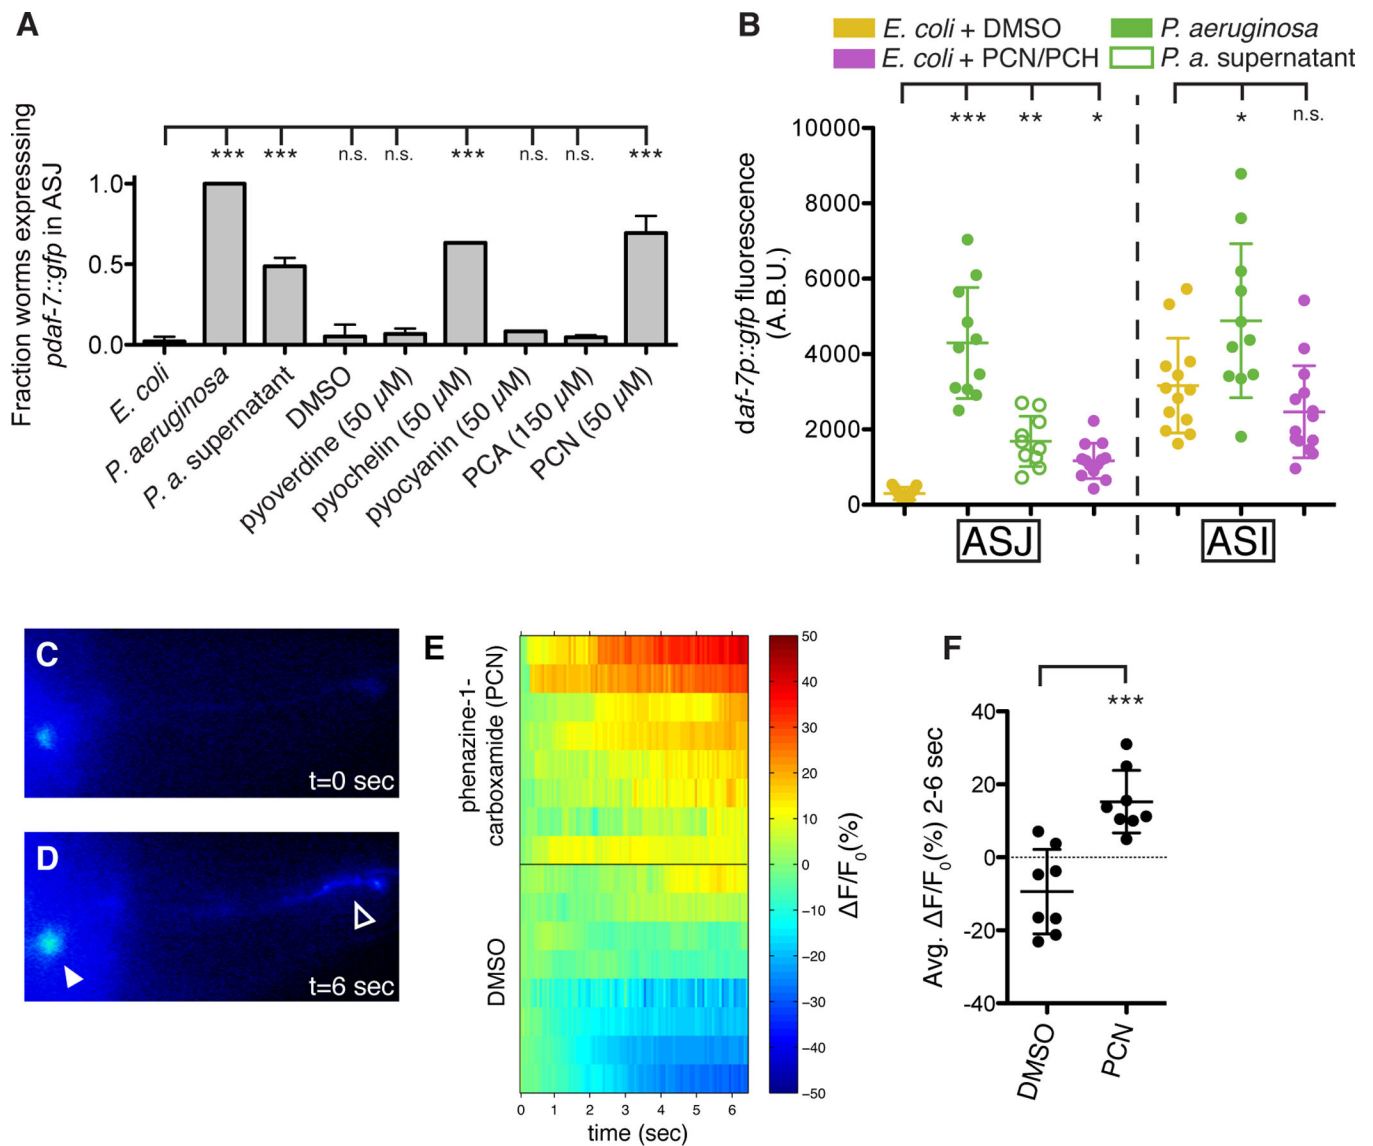 A
Fraction worms expresssing
pdaf-7::gfp in ASJ
*** *** n.s. n.s. *** n.s. n.s. ***
1.0
0.5
0.0
E. coli
P. aeruginosa
P. a. supernatant
DMSO
pyoverdine (50 µM)
pyochelin (50 µM)
pyocyanin (50 µM)
PCA (150 µM)
PCN (50 µM)
B
E. coli + DMSO
P. aeruginosa
E. coli + PCN/PCH
P. a. supernatant
*** ** * * n.s.
daf-7p::gfp fluorescence
(A.B.U.)
10000
8000
6000
4000
2000
0
ASJ
ASI
C
t=0 sec
D
t=6 sec
E
phenazine-1-
carboxamide (PCN)
DMSO
0 1 2 3 4 5 6
time (sec)
50
40
30
20
10
0
−10
−20
−30
−40
−50
ΔF/F0(%)
F
***
Avg. ΔF/F0(%) 2-6 sec
40
20
0
-20
-40
DMSO
PCN